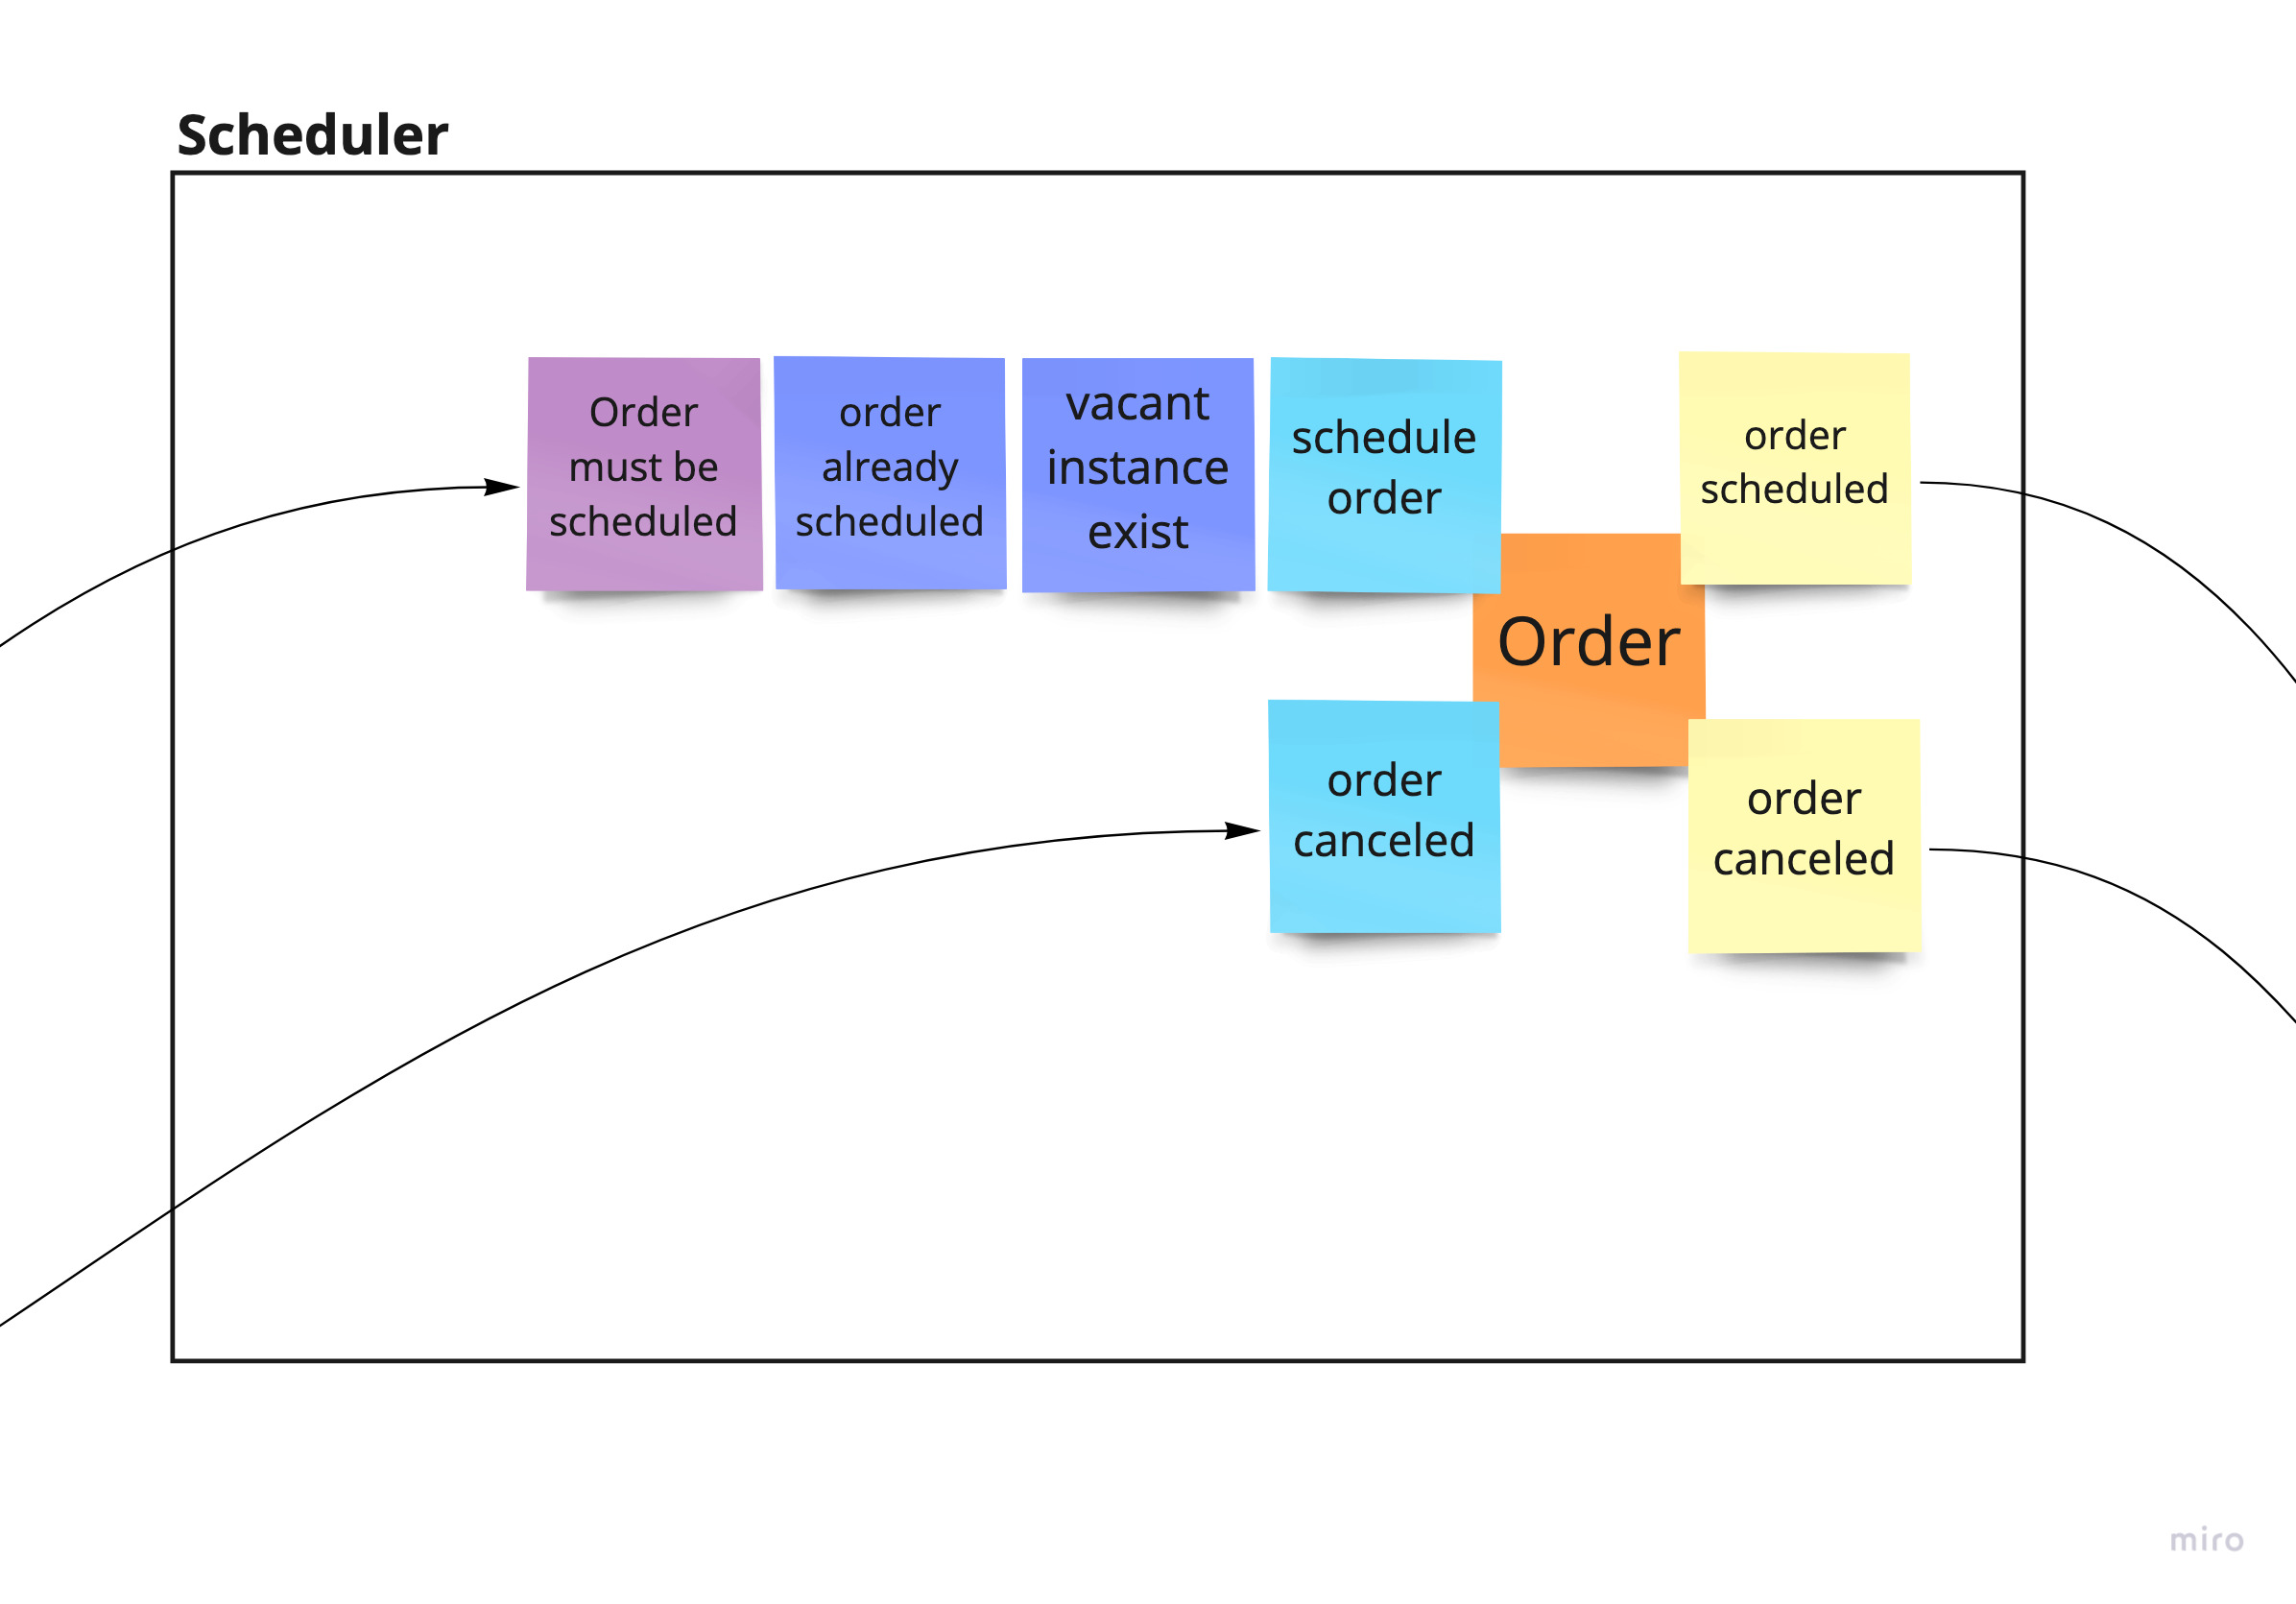 Scheduler
Order
must be
scheduled
order
already
scheduled
vacant
instance
exist
schedule
order
order
scheduled
Order
order
canceled
order
canceled
miro